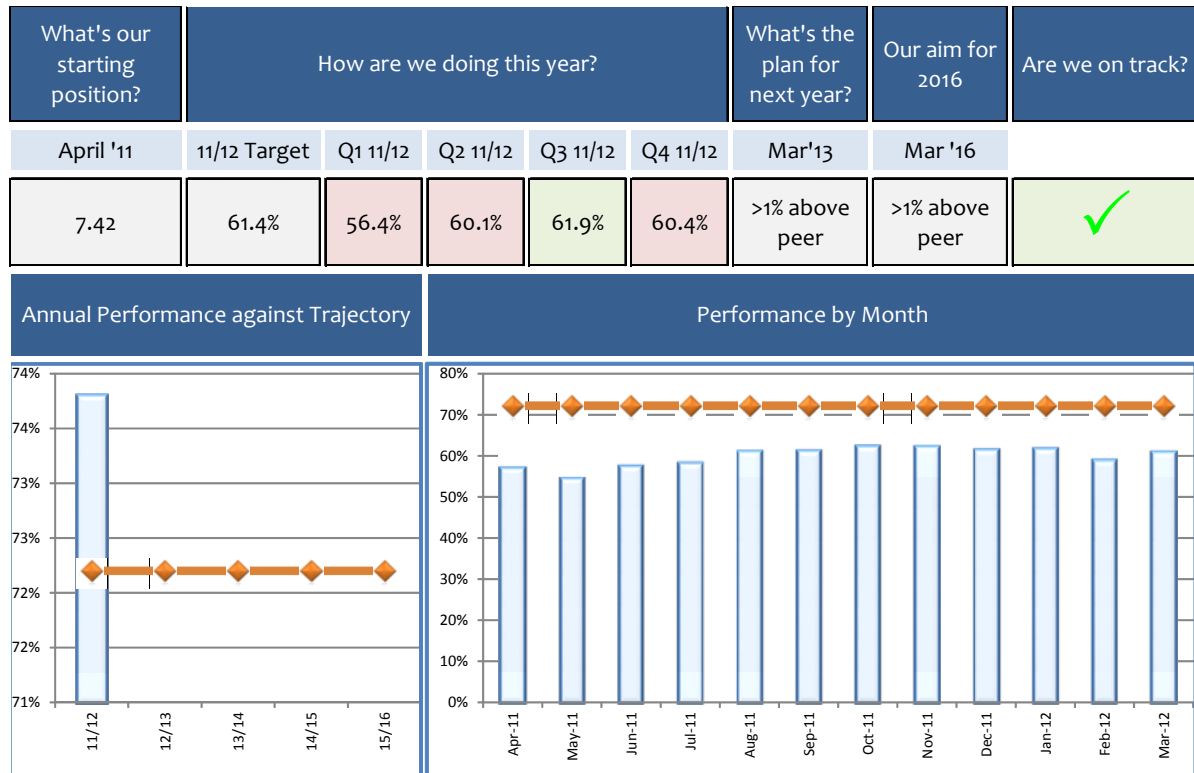 What's our
starting
position?
How are we doing this year?
What's the
plan for
next year?
Our aim for
2016
Are we on track?
April '11
11/12 Target
Q1 11/12
Q2 11/12
Q3 11/12
Q4 11/12
Mar'13
Mar '16
7.42
61.4%
56.4%
60.1%
61.9%
60.4%
>1% above
peer
>1% above
peer
Annual Performance against Trajectory
Performance by Month
74%
74%
73%
73%
72%
72%
71%
11/12
12/13
13/14
14/15
15/16
80%
70%
60%
50%
40%
30%
20%
10%
0%
Apr-11
May-11
Jun-11
Jul-11
Aug-11
Sep-11
Oct-11
Nov-11
Dec-11
Jan-12
Feb-12
Mar-12